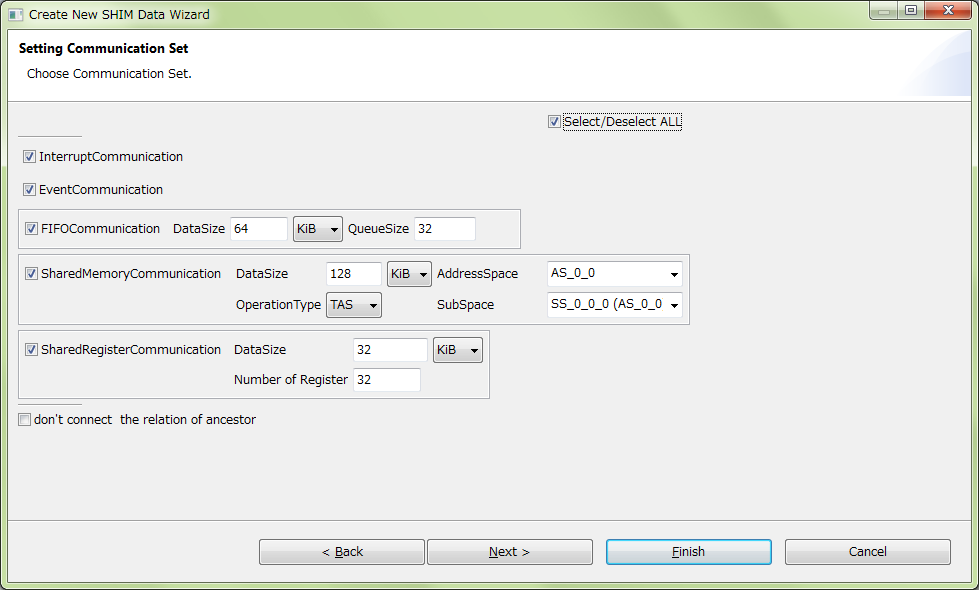 Create New SHIM Data Wizard
Setting Communication Set
Choose Communication Set.
Select/Deselect ALL
InterruptCommunication
EventCommunication
FIFOCommunication DataSize 64 KiB QueueSize 32
SharedMemoryCommunication DataSize 128 KiB AddressSpace AS_0_0
OperationType TAS SubSpace SS_0_0_0 (AS_0_0
SharedRegisterCommunication DataSize 32 KiB
Number of Register 32
don't connect  the relation of ancestor
< Back Next > Finish Cancel